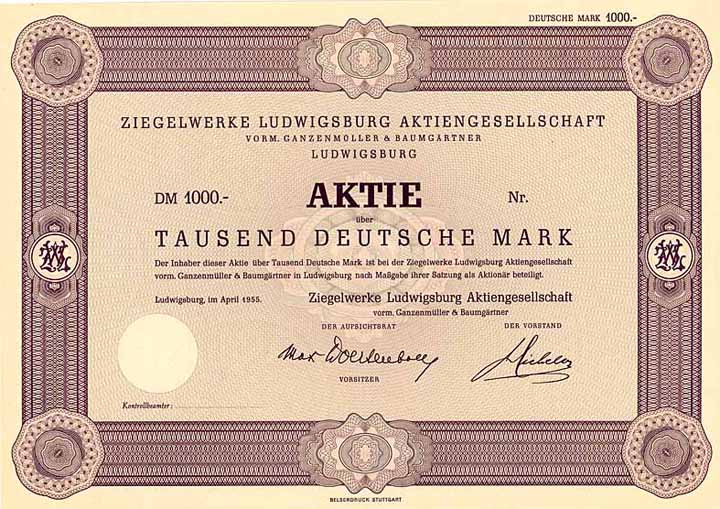 DEUTSCHE MARK 1000.-
ZIEGELWERKE LUDWIGSBURG AKTIENGESELLSCHAFT
VORM. GANZENMÜLLER & BAUMGÄRTNER
LUDWIGSBURG
DM 1000.- AKTIE Nr.
über
TAUSEND DEUTSCHE MARK
Der Inhaber dieser Aktie über Tausend Deutsche Mark ist bei der Ziegelwerke Ludwigsburg Aktiengesellschaft
vorm. Ganzenmüller & Baumgärtner in Ludwigsburg nach Maßgabe ihrer Satzung als Aktionär beteiligt.
Ludwigsburg, im April 1955. Ziegelwerke Ludwigsburg Aktiengesellschaft
vorm. Ganzenmüller & Baumgärtner
DER AUFSICHTSRAT DER VORSTAND
Max
VORSITZER
Kontrollbeamter:
BELSERDRUCK STUTTGART